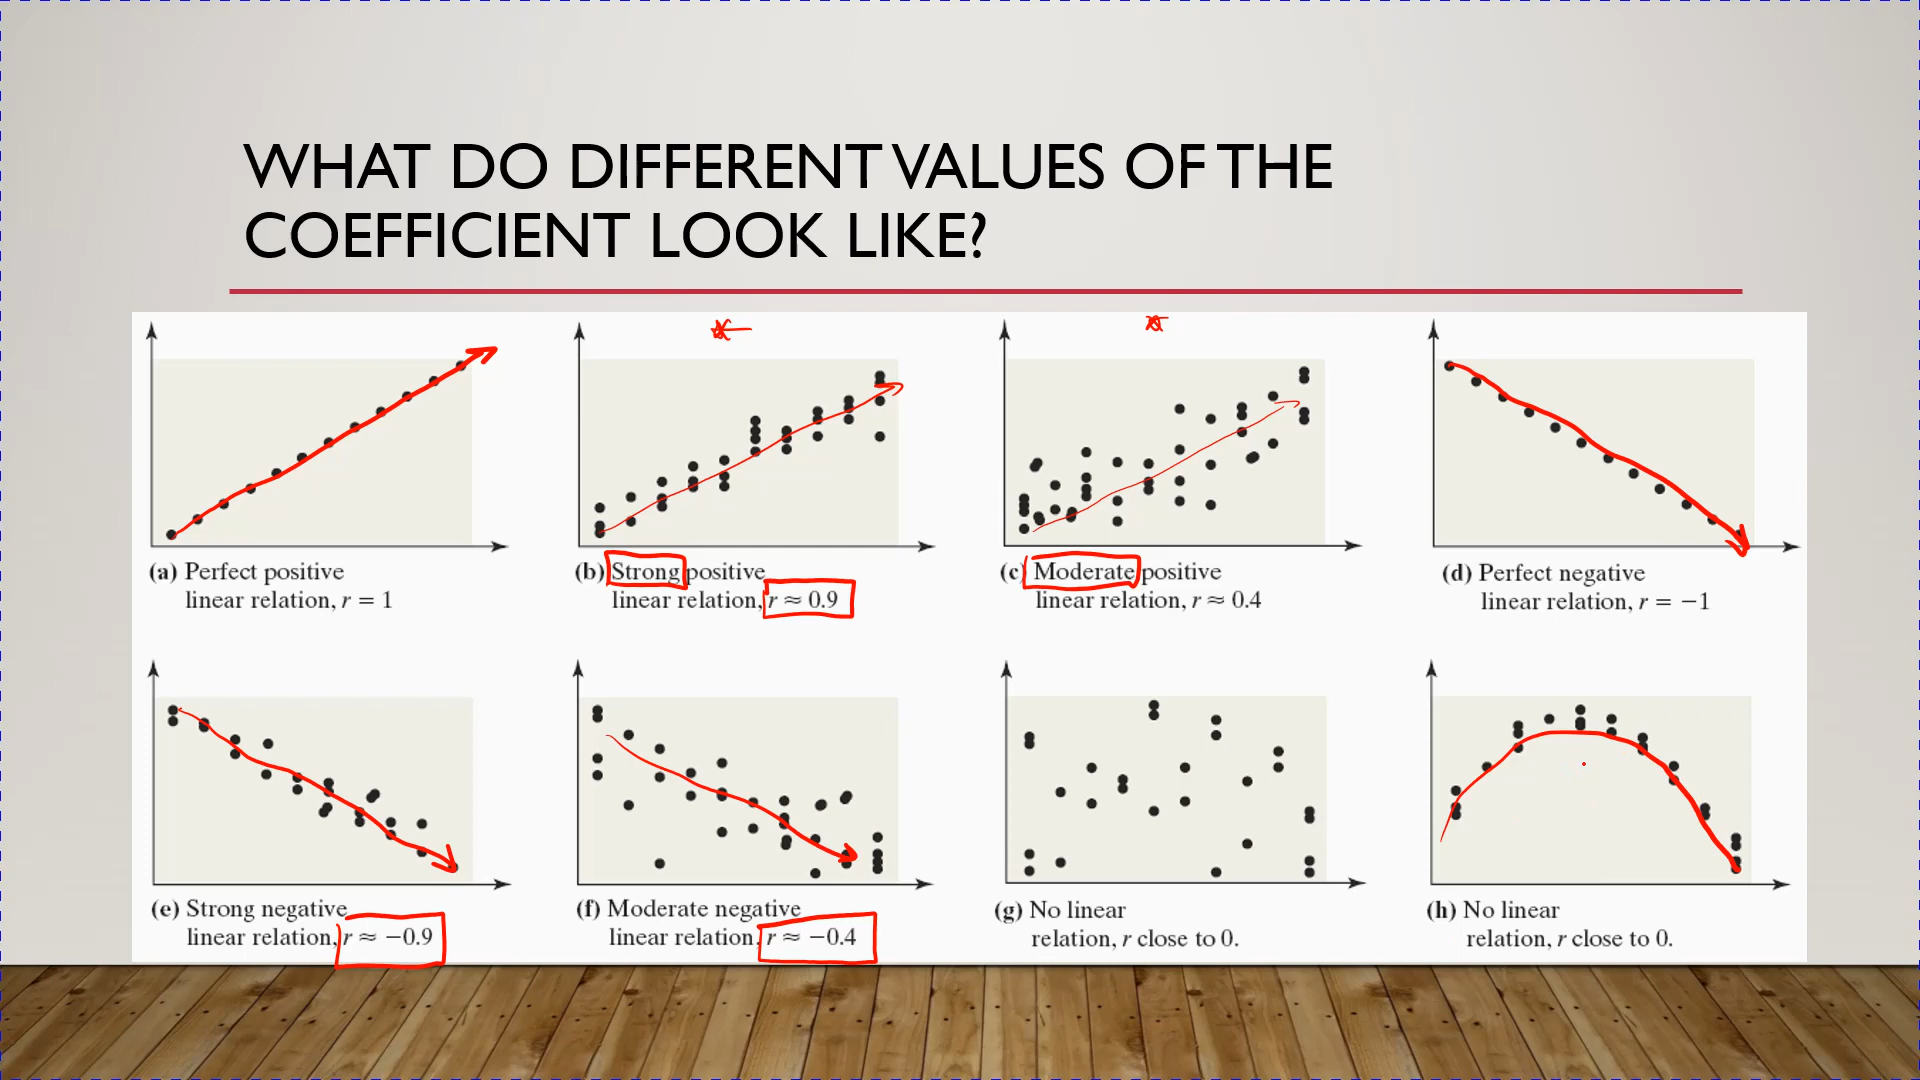 WHAT DO DIFFERENT VALUES OF THE
COEFFICIENT LOOK LIKE?
(a) Perfect positive
linear relation, r = 1
(b) Strong positive
linear relation, r ≈ 0.9
(c) Moderate positive
linear relation, r ≈ 0.4
(d) Perfect negative
linear relation, r = −1
(e) Strong negative
linear relation, r ≈ −0.9
(f) Moderate negative
linear relation, r ≈ −0.4
(g) No linear
relation, r close to 0.
(h) No linear
relation, r close to 0.